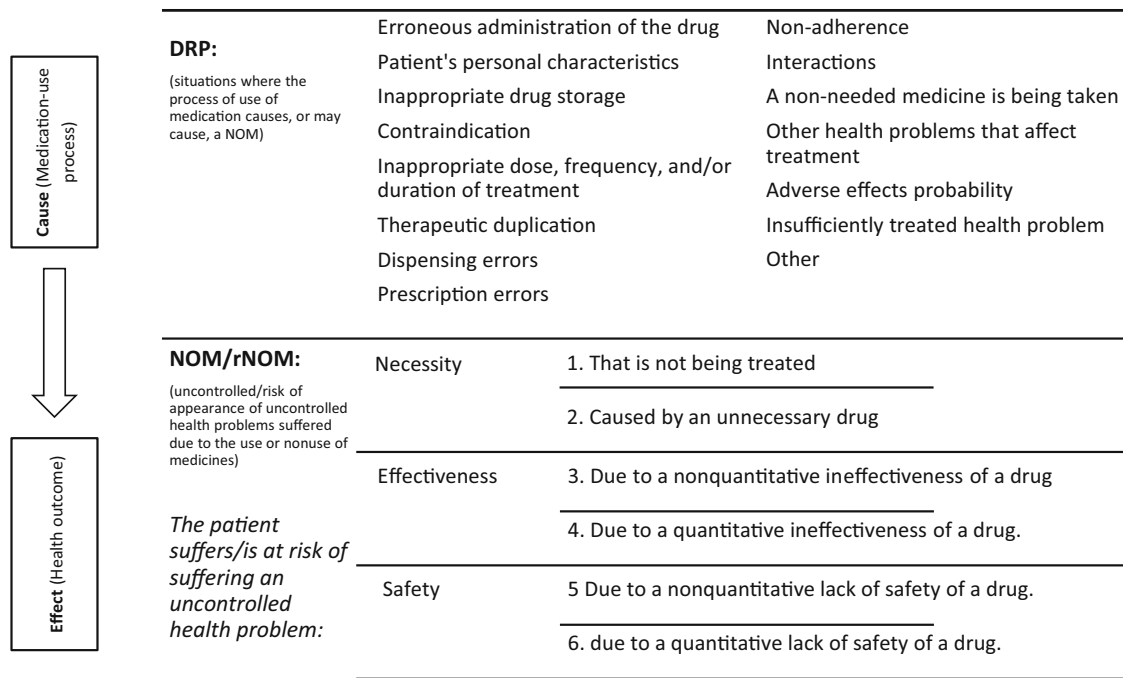 Cause (Medication-use
process)
Effect (Health outcome)
DRP:
(situations where the
process of use of
medication causes, or may
cause, a NOM)
Erroneous administration of the drug
Patient's personal characteristics
Inappropriate drug storage
Contraindication
Inappropriate dose, frequency, and/or
duration of treatment
Therapeutic duplication
Dispensing errors
Prescription errors
Non-adherence
Interactions
A non-needed medicine is being taken
Other health problems that affect
treatment
Adverse effects probability
Insufficiently treated health problem
Other
NOM/rNOM:
(uncontrolled/risk of
appearance of uncontrolled
health problems suffered
due to the use or nonuse of
medicines)
The patient
suffers/is at risk of
suffering an
uncontrolled
health problem:
Necessity
1. That is not being treated
2. Caused by an unnecessary drug
Effectiveness
3. Due to a nonquantitative ineffectiveness of a drug
4. Due to a quantitative ineffectiveness of a drug.
Safety
5 Due to a nonquantitative lack of safety of a drug.
6. due to a quantitative lack of safety of a drug.